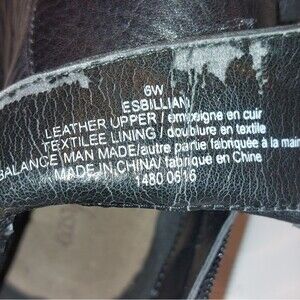 6W
ESBILLIAN
LEATHER UPPER / empeigne en cuir
TEXTILEE LINING / doublure en textile
BALANCE MAN MADE/autre partie fabriquée à la main
MADE IN CHINA/ fabriqué en Chine
1480 0616